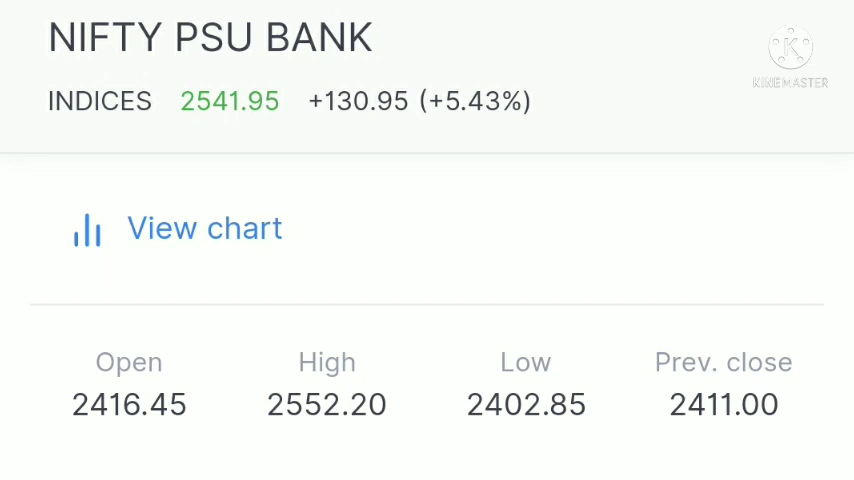 NIFTY PSU BANK
K
KINEMASTER
INDICES 2541.95 +130.95 (+5.43%)
View chart
Open High Low Prev. close
2416.45 2552.20 2402.85 2411.00